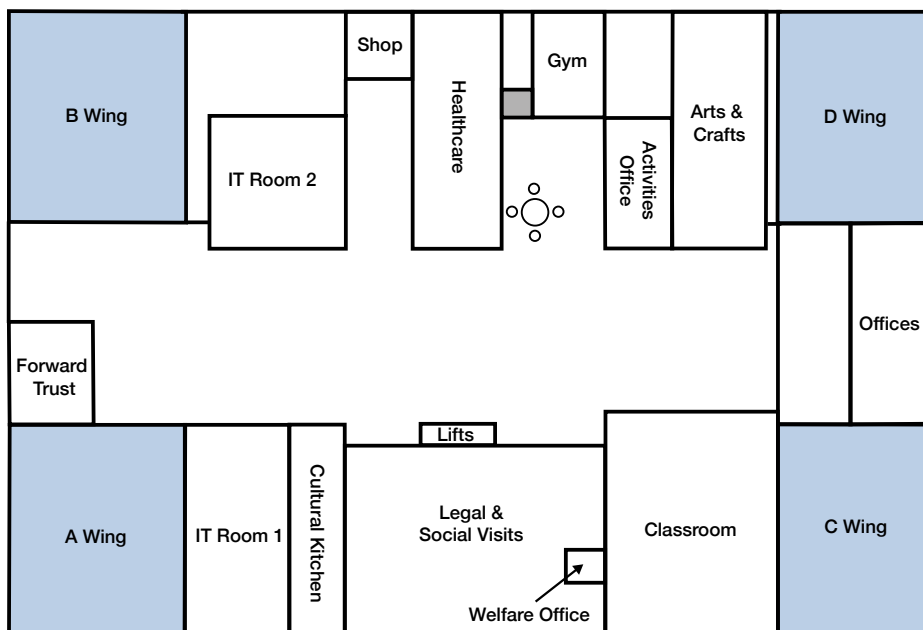 Shop
Gym
B Wing
Healthcare
Arts &
Crafts
D Wing
IT Room 2
Activities
Office
Offices
Forward
Trust
Lifts
A Wing
IT Room 1
Cultural Kitchen
Legal &
Social Visits
Classroom
C Wing
Welfare Office